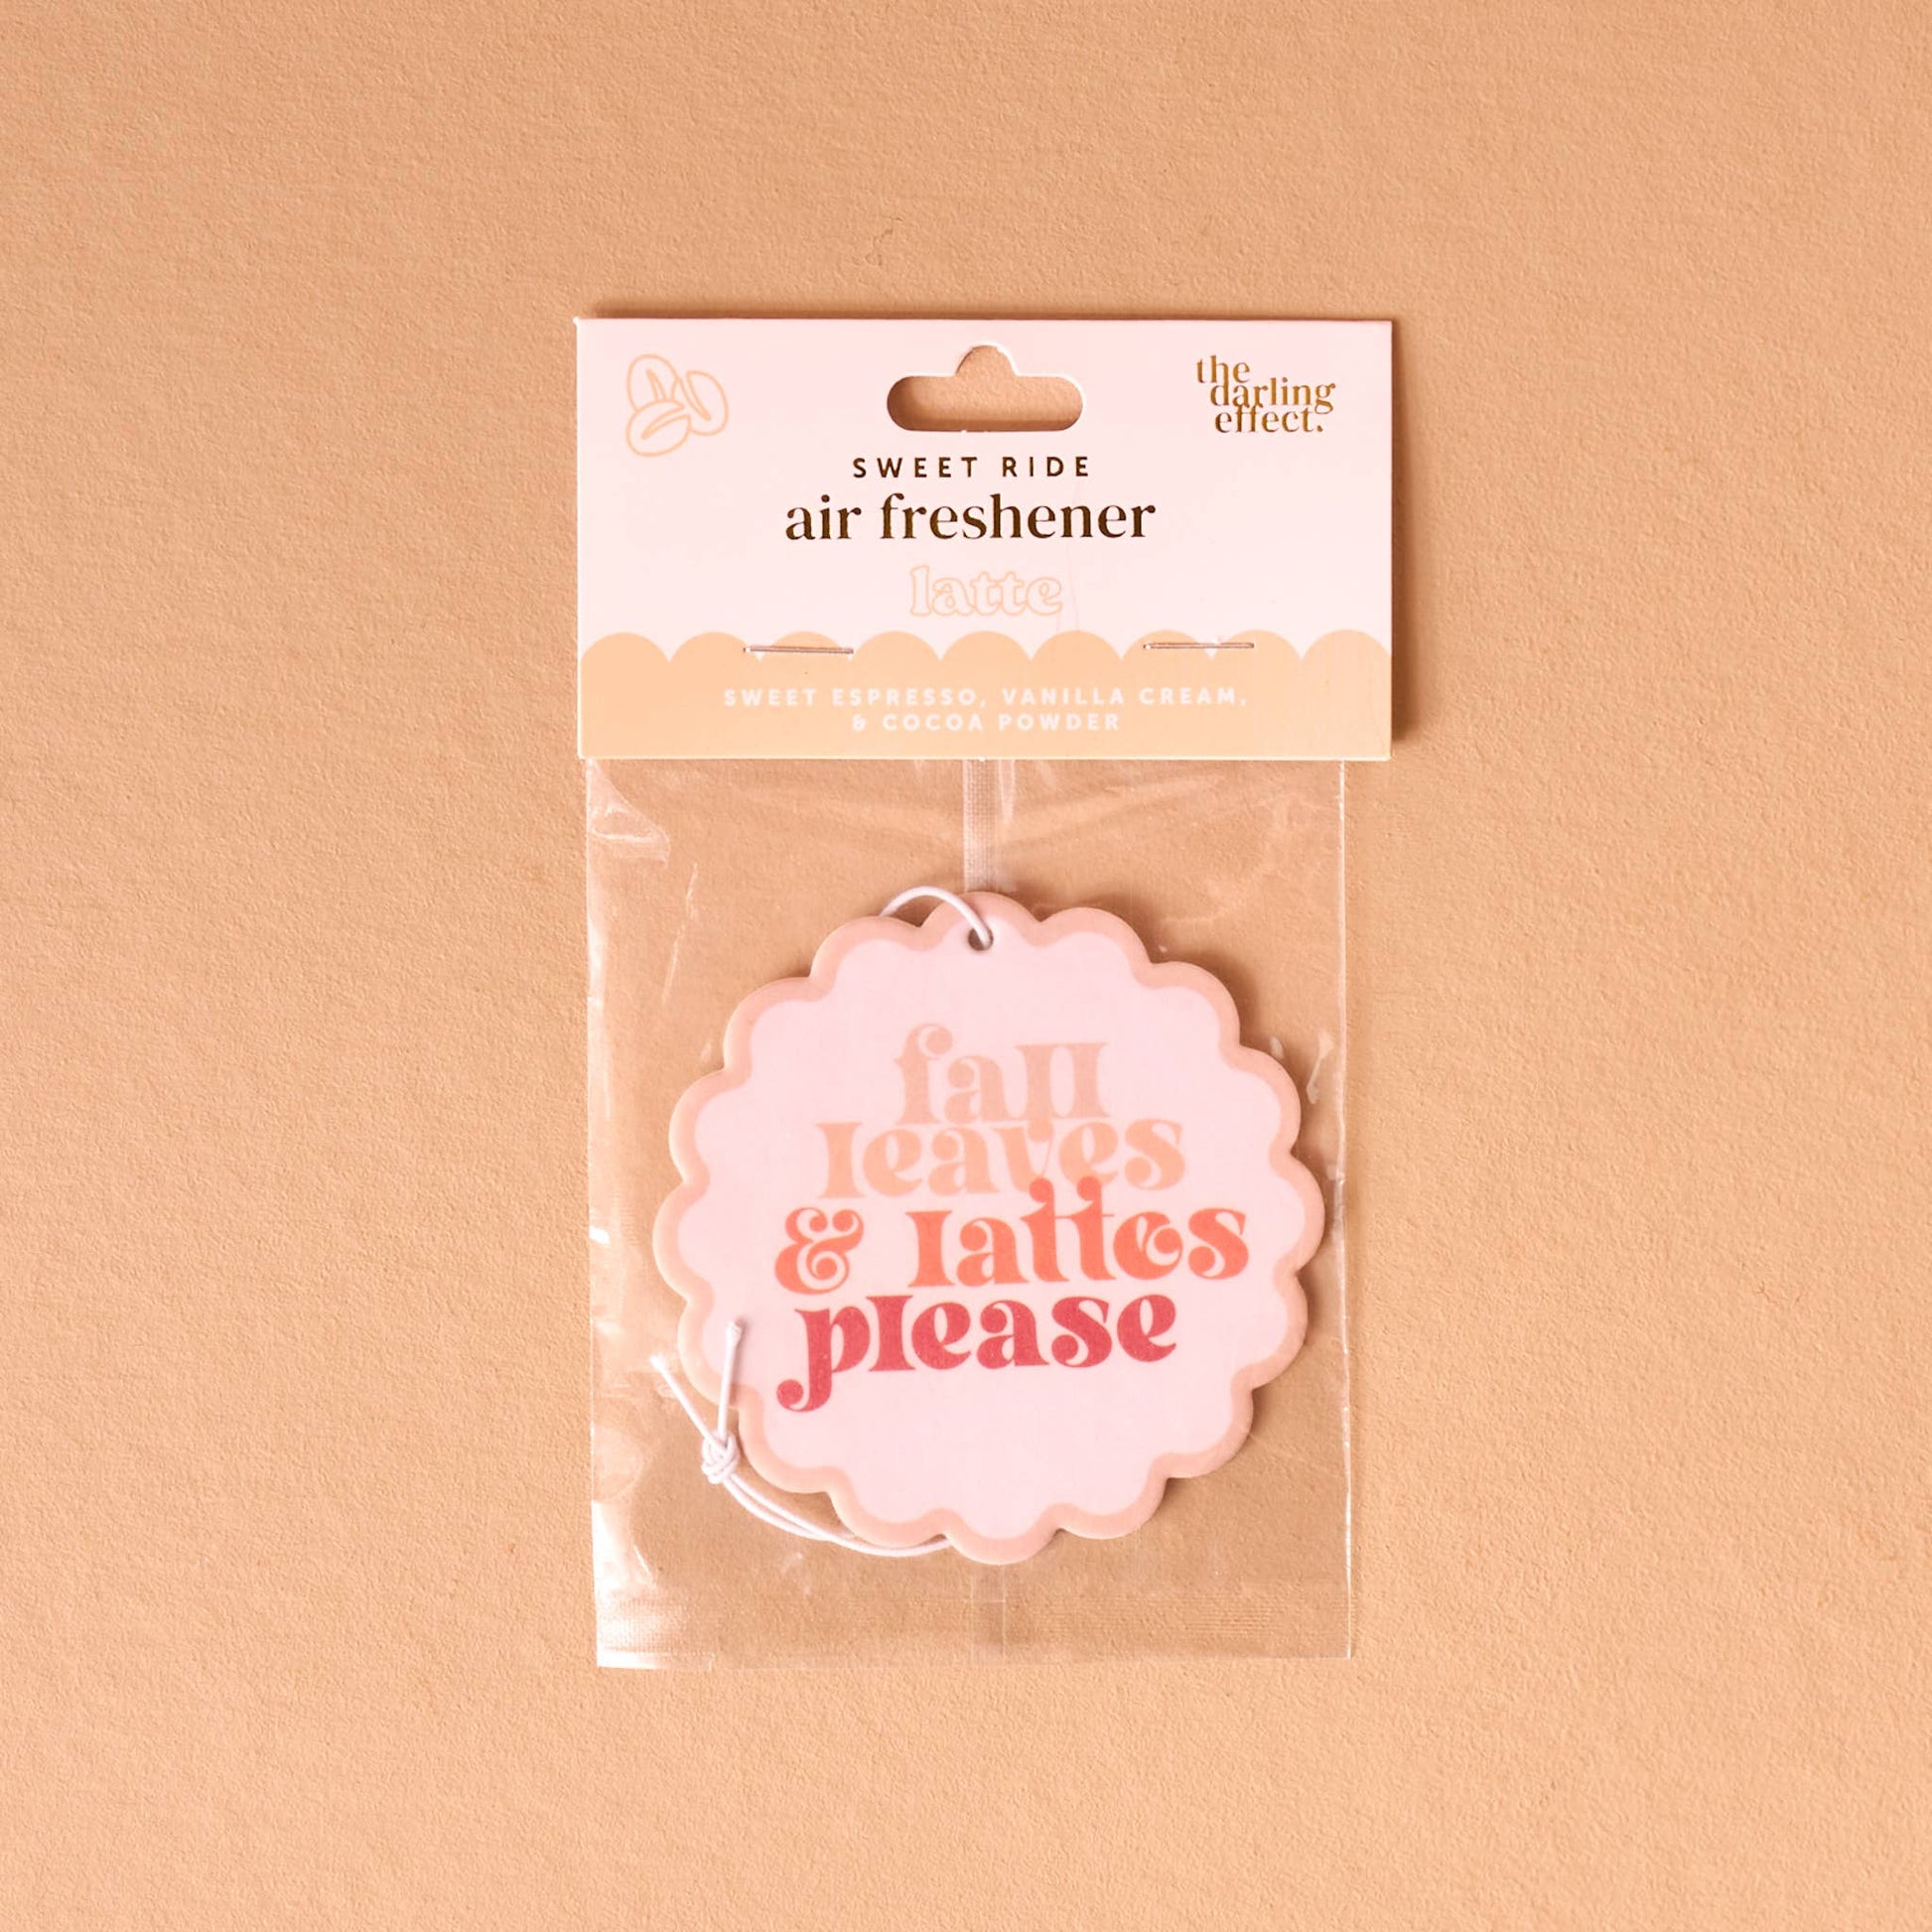 the
darling
effect.
SWEET RIDE
air freshener
latte
SWEET ESPRESSO, VANILLA CREAM,
& COCOA POWDER
fall
leaves
& lattes
please